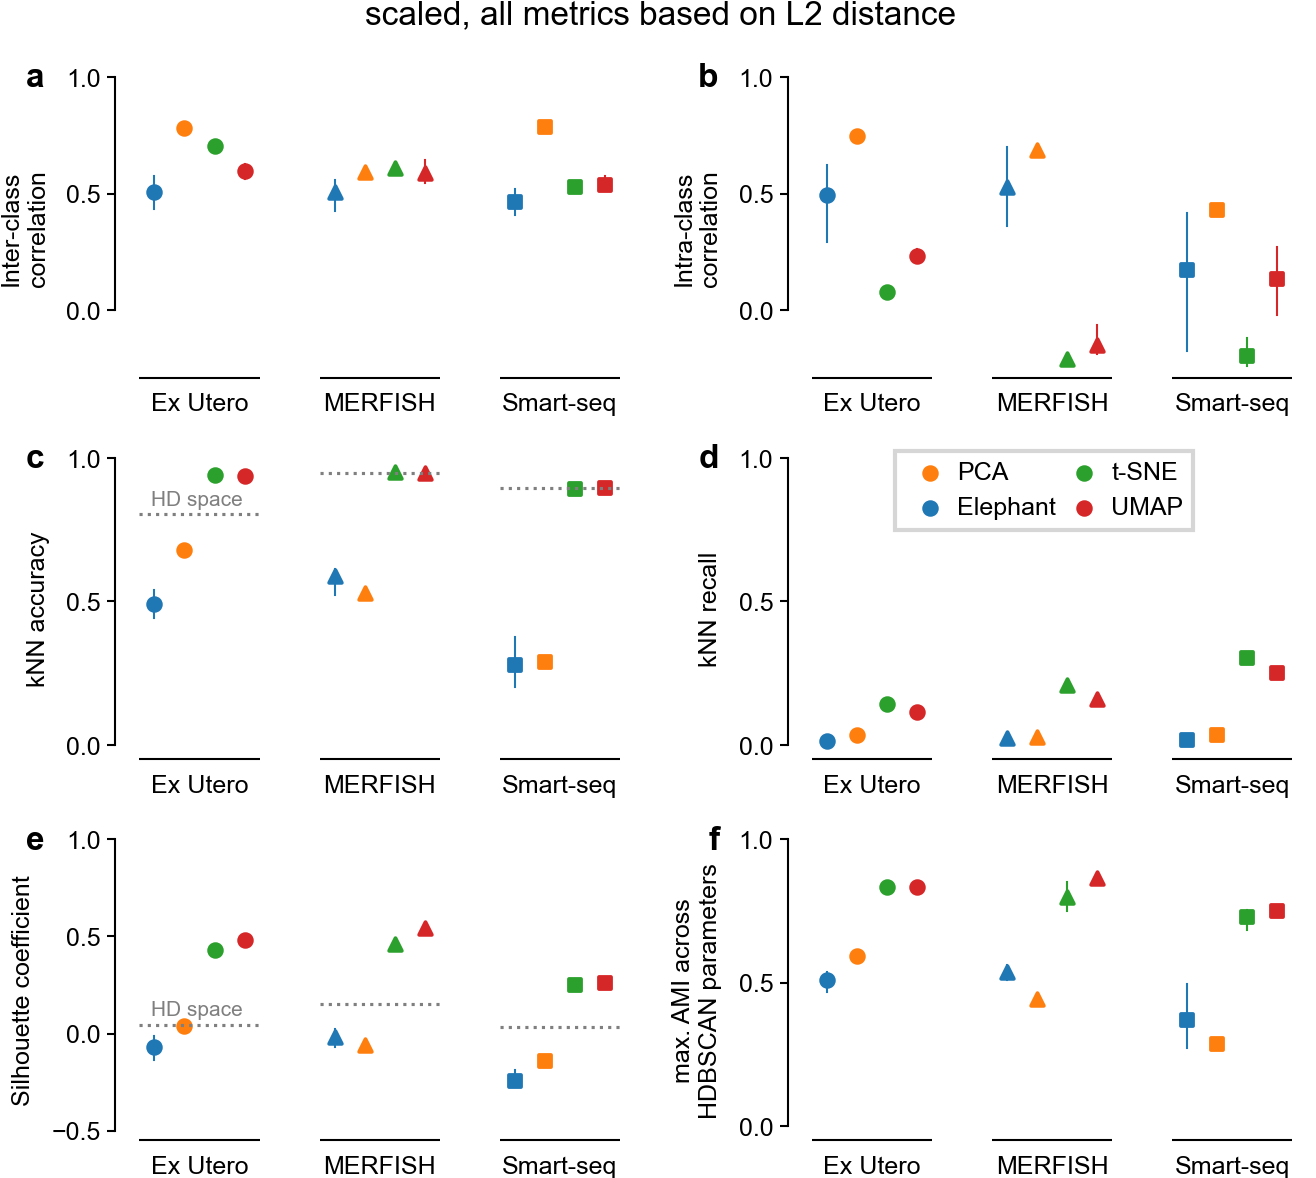 scaled, all metrics based on L2 distance
a
1.0
0.5
0.0
Inter-class
correlation
Ex Utero
MERFISH
Smart-seq
b
1.0
0.5
0.0
Intra-class
correlation
Ex Utero
MERFISH
Smart-seq
c
1.0
0.5
0.0
kNN accuracy
HD space
Ex Utero
MERFISH
Smart-seq
d
1.0
0.5
0.0
kNN recall
PCA
Elephant
t-SNE
UMAP
Ex Utero
MERFISH
Smart-seq
e
1.0
0.5
0.0
−0.5
Silhouette coefficient
HD space
Ex Utero
MERFISH
Smart-seq
f
1.0
0.5
0.0
max. AMI across
HDBSCAN parameters
Ex Utero
MERFISH
Smart-seq